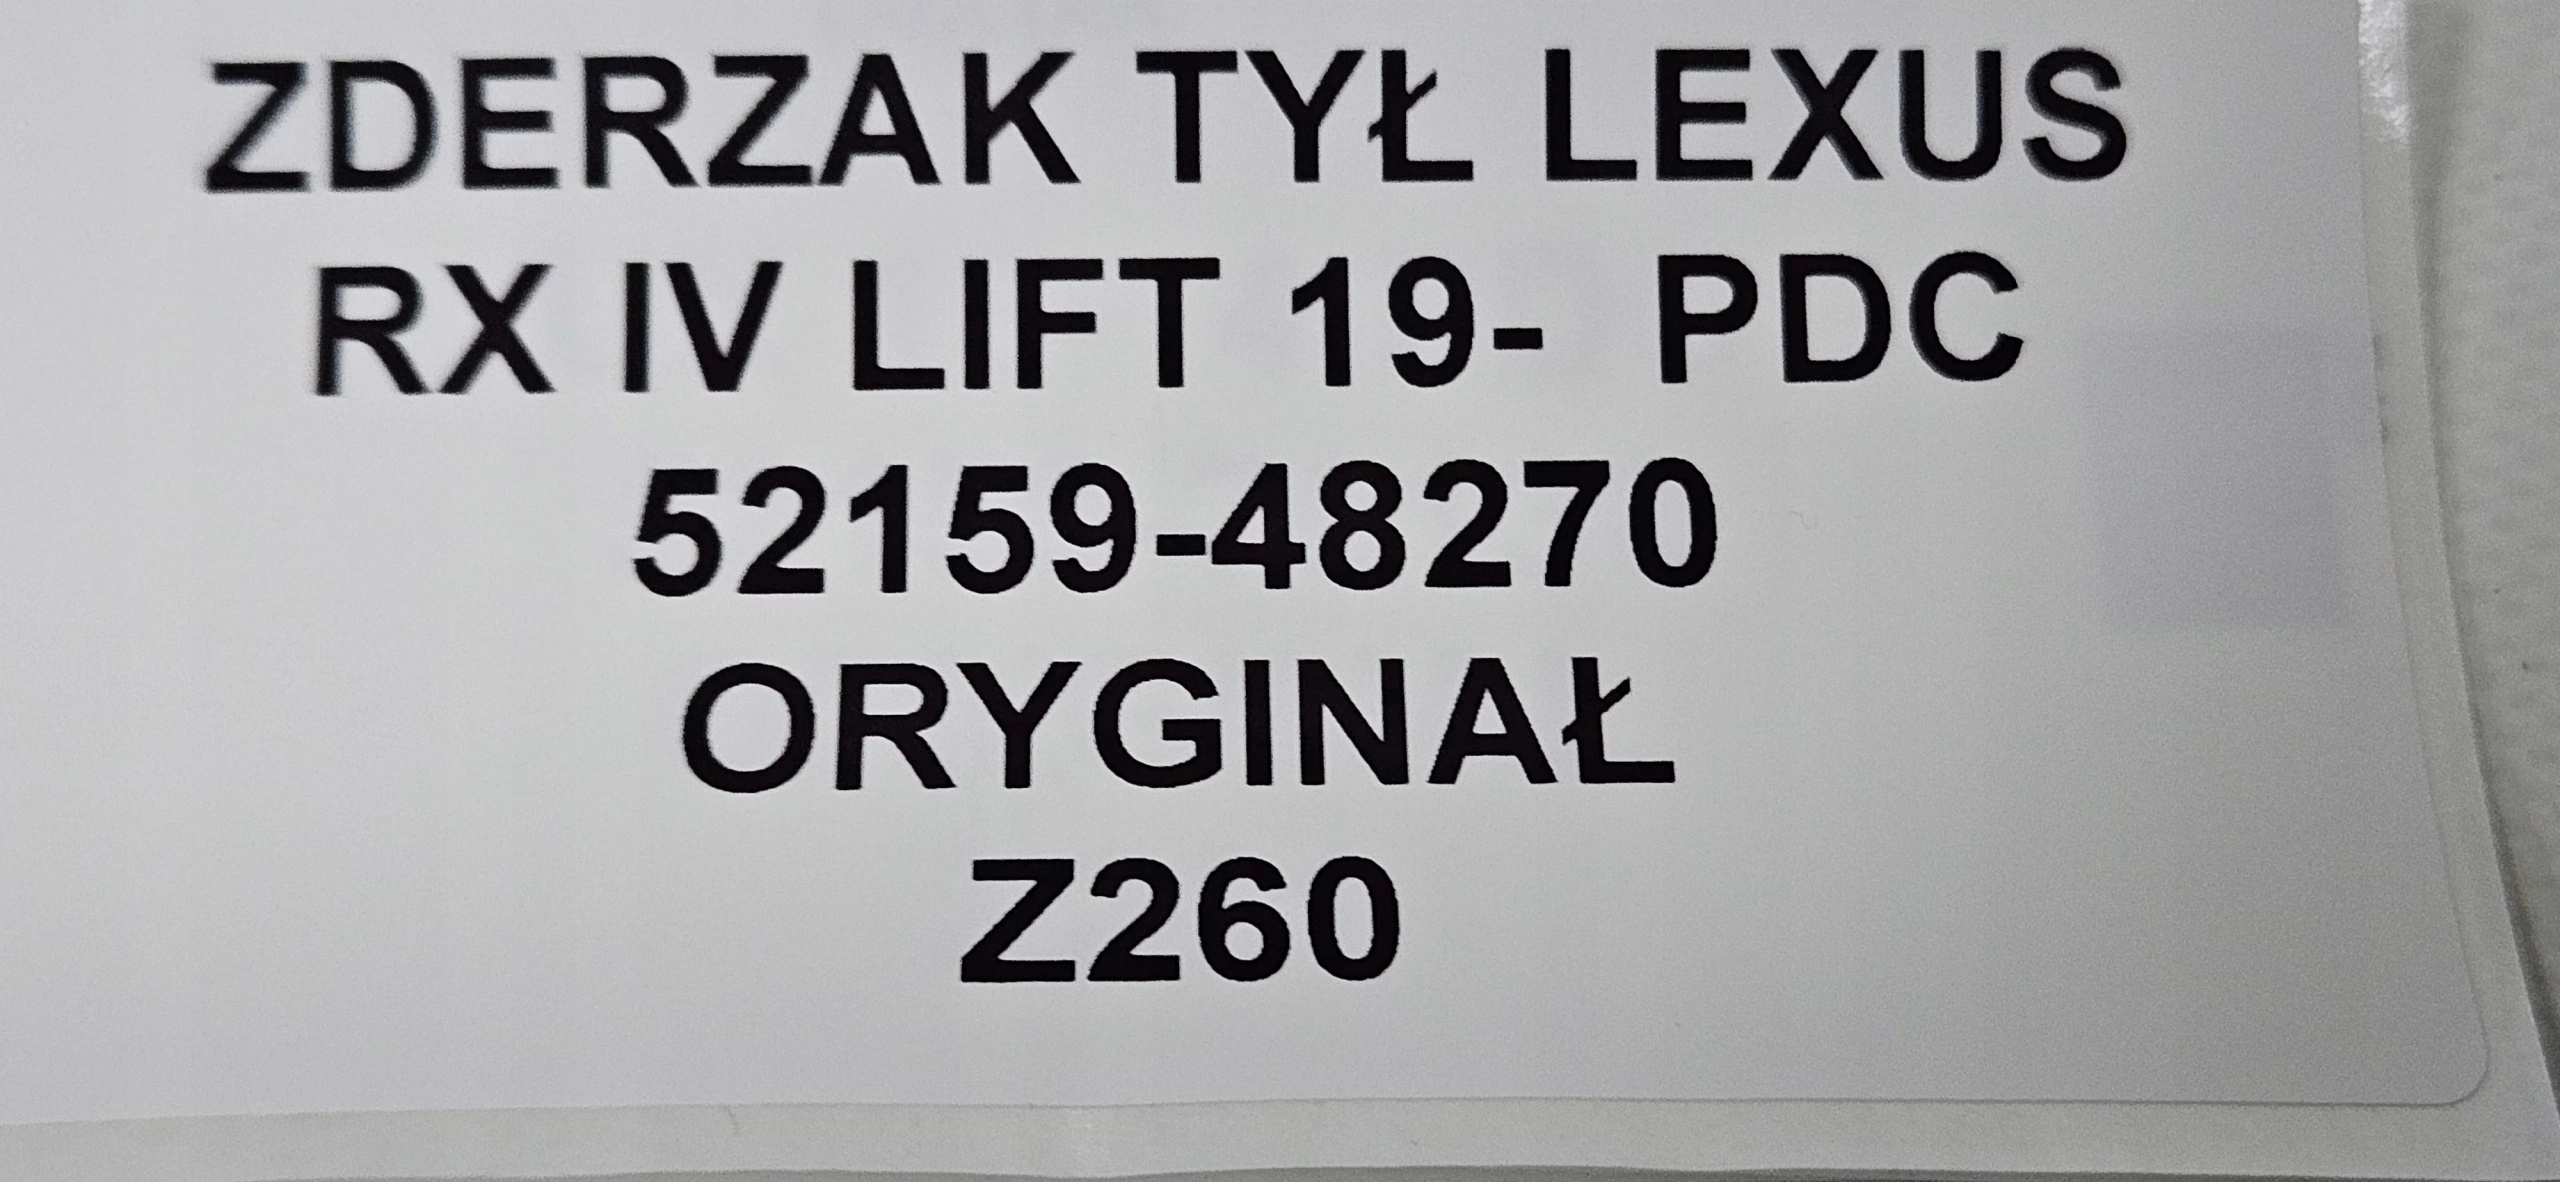 ZDERZAK TYŁ LEXUS
RX IV LIFT 19- PDC
52159-48270
ORYGINAŁ
Z260